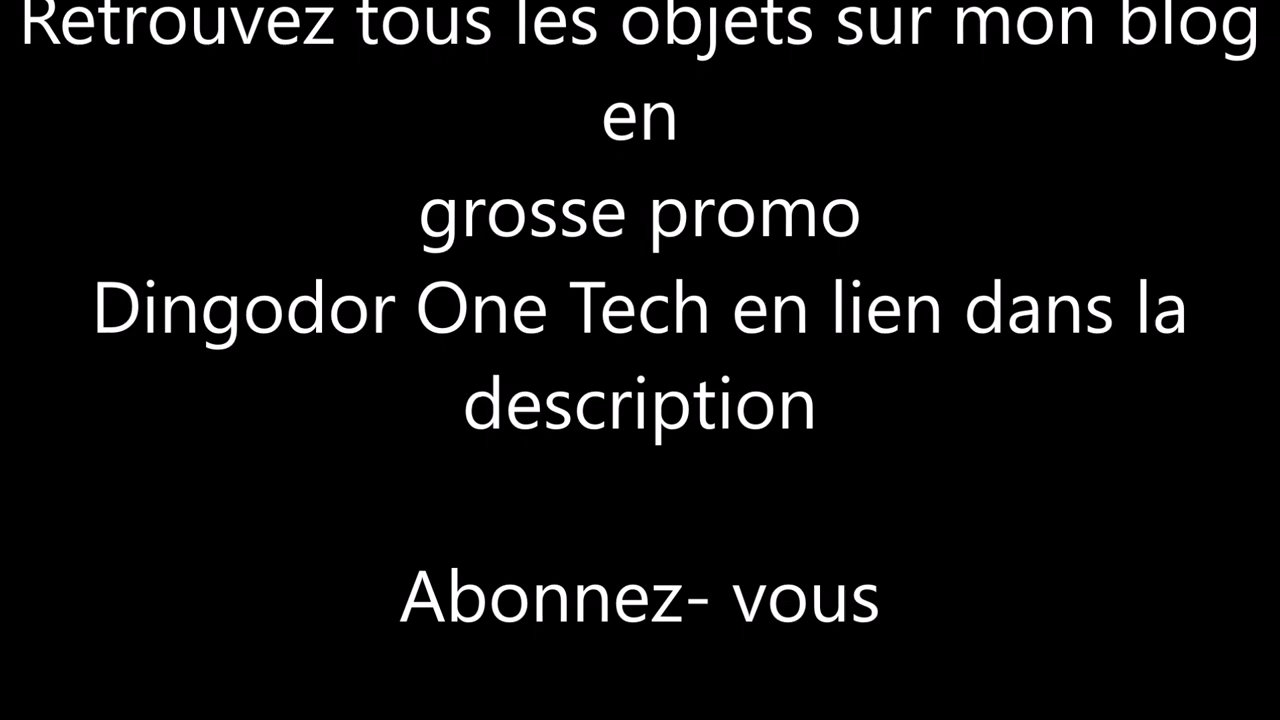 Retrouvez tous les objets sur mon blog
en
grosse promo
Dingodor One Tech en lien dans la
description
Abonnez- vous